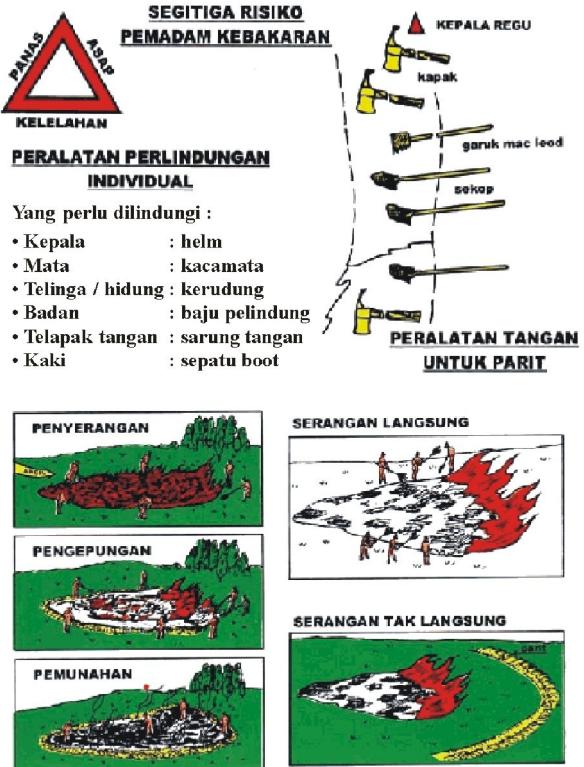 SEGITIGA RISIKO
PEMADAM KEBAKARAN
PANAS
ASAP
KELELAHAN
KEPALA REGU
kapak
garuk mac leod
sekop
PERALATAN TANGAN
UNTUK PARIT
PERALATAN PERLINDUNGAN
INDIVIDUAL
Yang perlu dilindungi :
• Kepala : helm
• Mata : kacamata
• Telinga / hidung : kerudung
• Badan : baju pelindung
• Telapak tangan : sarung tangan
• Kaki : sepatu boot
PENYERANGAN
ANGIN
PENGEPUNGAN
PEMUNAHAN
SERANGAN LANGSUNG
SERANGAN TAK LANGSUNG
parit